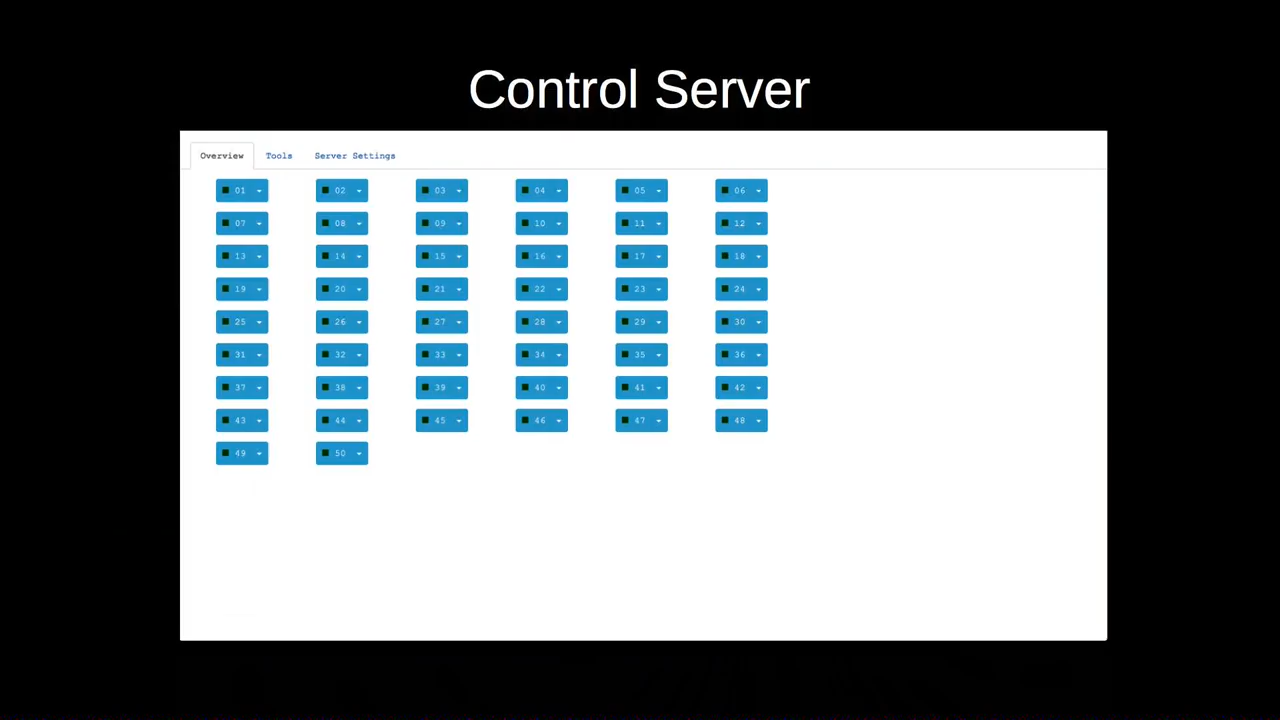 Control Server
Overview Tools Server Settings
01 02 03 04 05 06
07 08 09 10 11 12
13 14 15 16 17 18
19 20 21 22 23 24
25 26 27 28 29 30
31 32 33 34 35 36
37 38 39 40 41 42
43 44 45 46 47 48
49 50